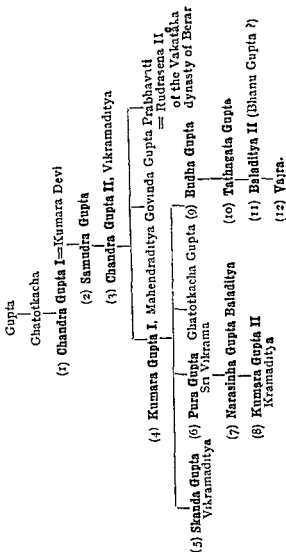 Gupta
Ghatotkacha
(1) Chandra Gupta I=Kumara Devi
(2) Samudra Gupta
(3) Chandra Gupta II, Vikramaditya
(4) Kumara Gupta I, Mahendraditya Govinda Gupta Prabhavati
= Rudrasena II
of the Vakataka
dynasty of Berar
(5) Skanda Gupta (6) Pura Gupta Ghatotkacha Gupta (9) Budha Gupta
Vikramaditya Sri Vikrama
(7) Narasinha Gupta Baladitya (10) Tathagata Gupta
(8) Kumara Gupta II (11) Baladitya II (Bhanu Gupta ?)
Kramaditya
(12) Vajra.